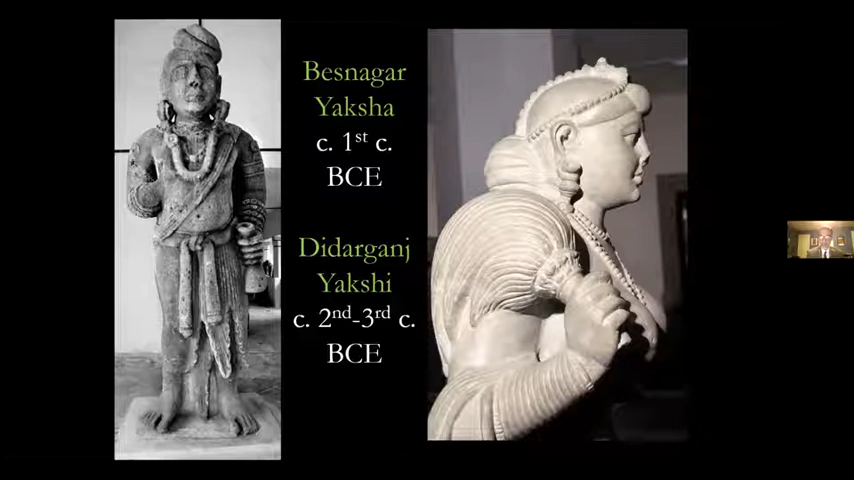 Besnagar
Yaksha
c. 1st c.
BCE
Didarganj
Yakshi
c. 2nd-3rd c.
BCE